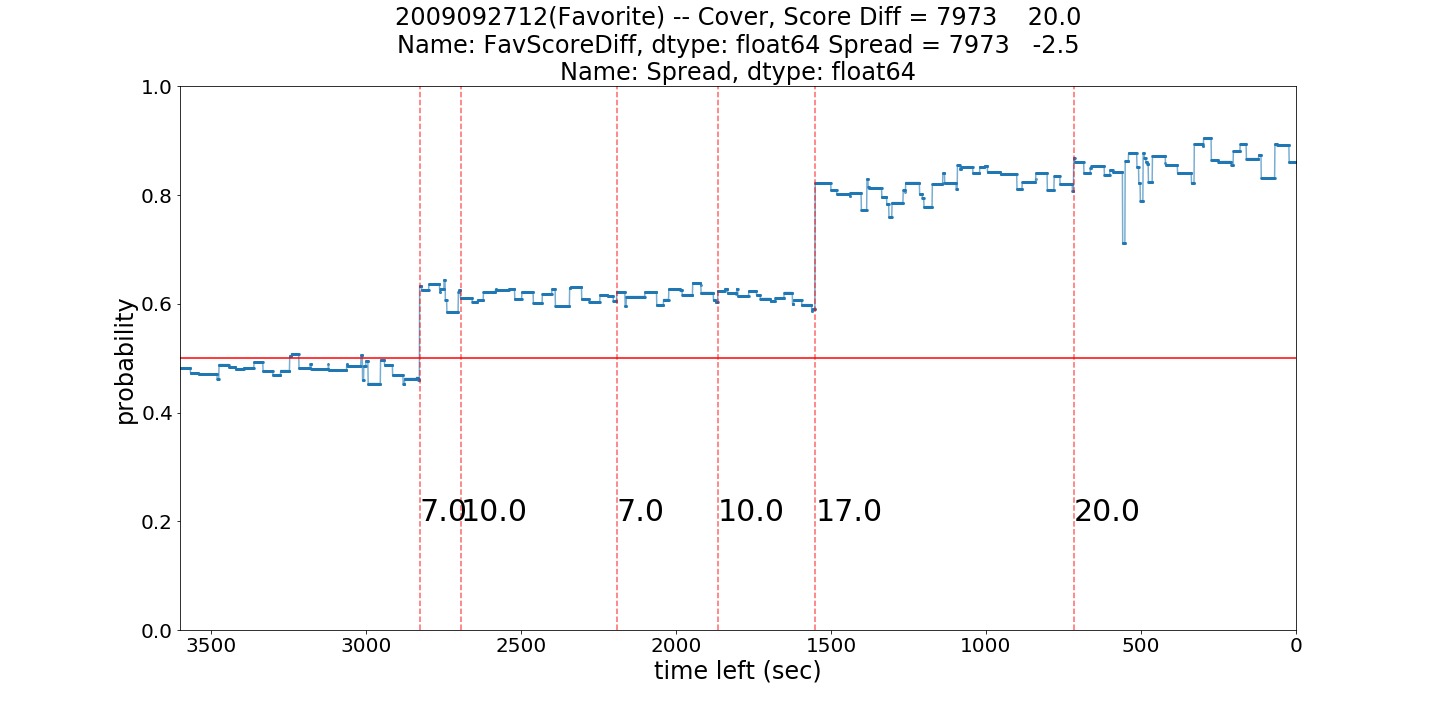 2009092712(Favorite) -- Cover, Score Diff = 7973    20.0
Name: FavScoreDiff, dtype: float64 Spread = 7973   -2.5
Name: Spread, dtype: float64
1.0
0.8
0.6
0.4
0.2
0.0
probability
7.0 10.0 7.0 10.0 17.0 20.0
3500 3000 2500 2000 1500 1000 500 0
time left (sec)